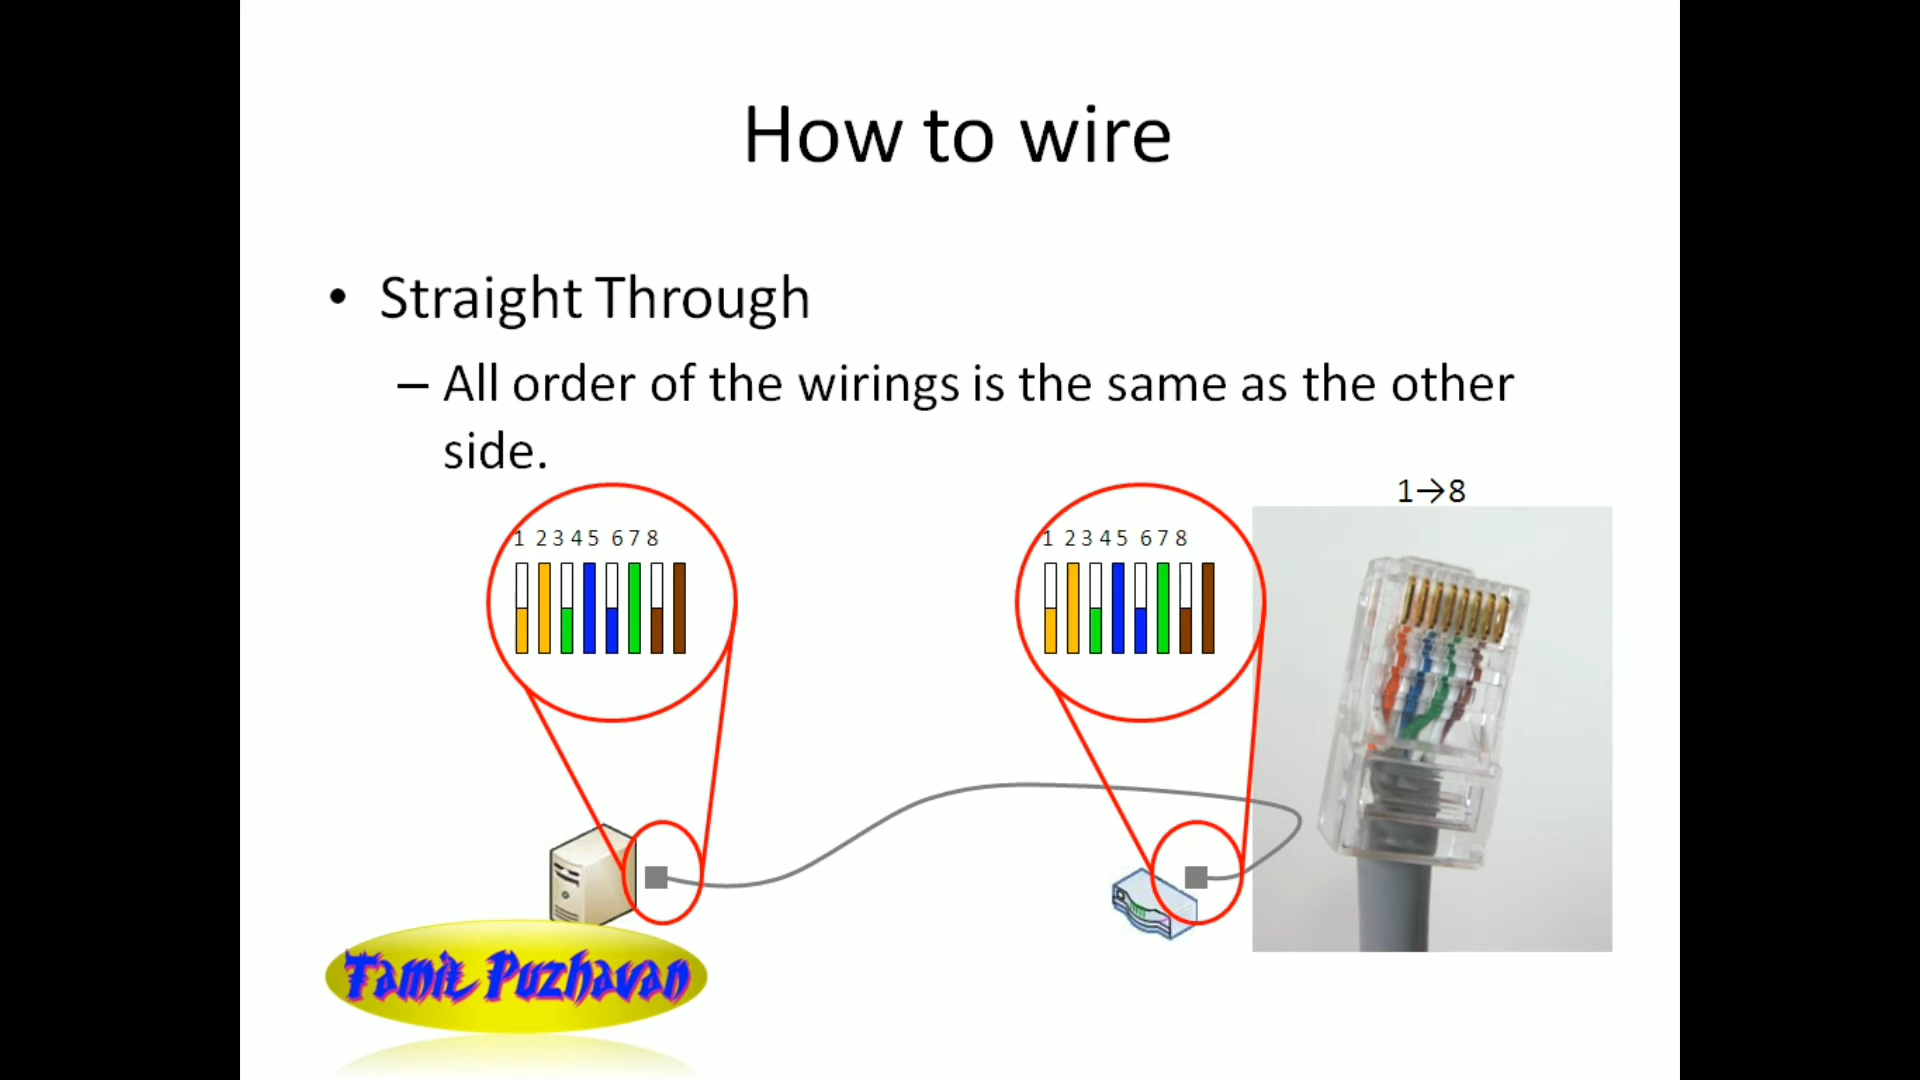 How to wire
• Straight Through
– All order of the wirings is the same as the other
side.
1→8
1 2 3 4 5 6 7 8
1 2 3 4 5 6 7 8
Tamil Puzhavan